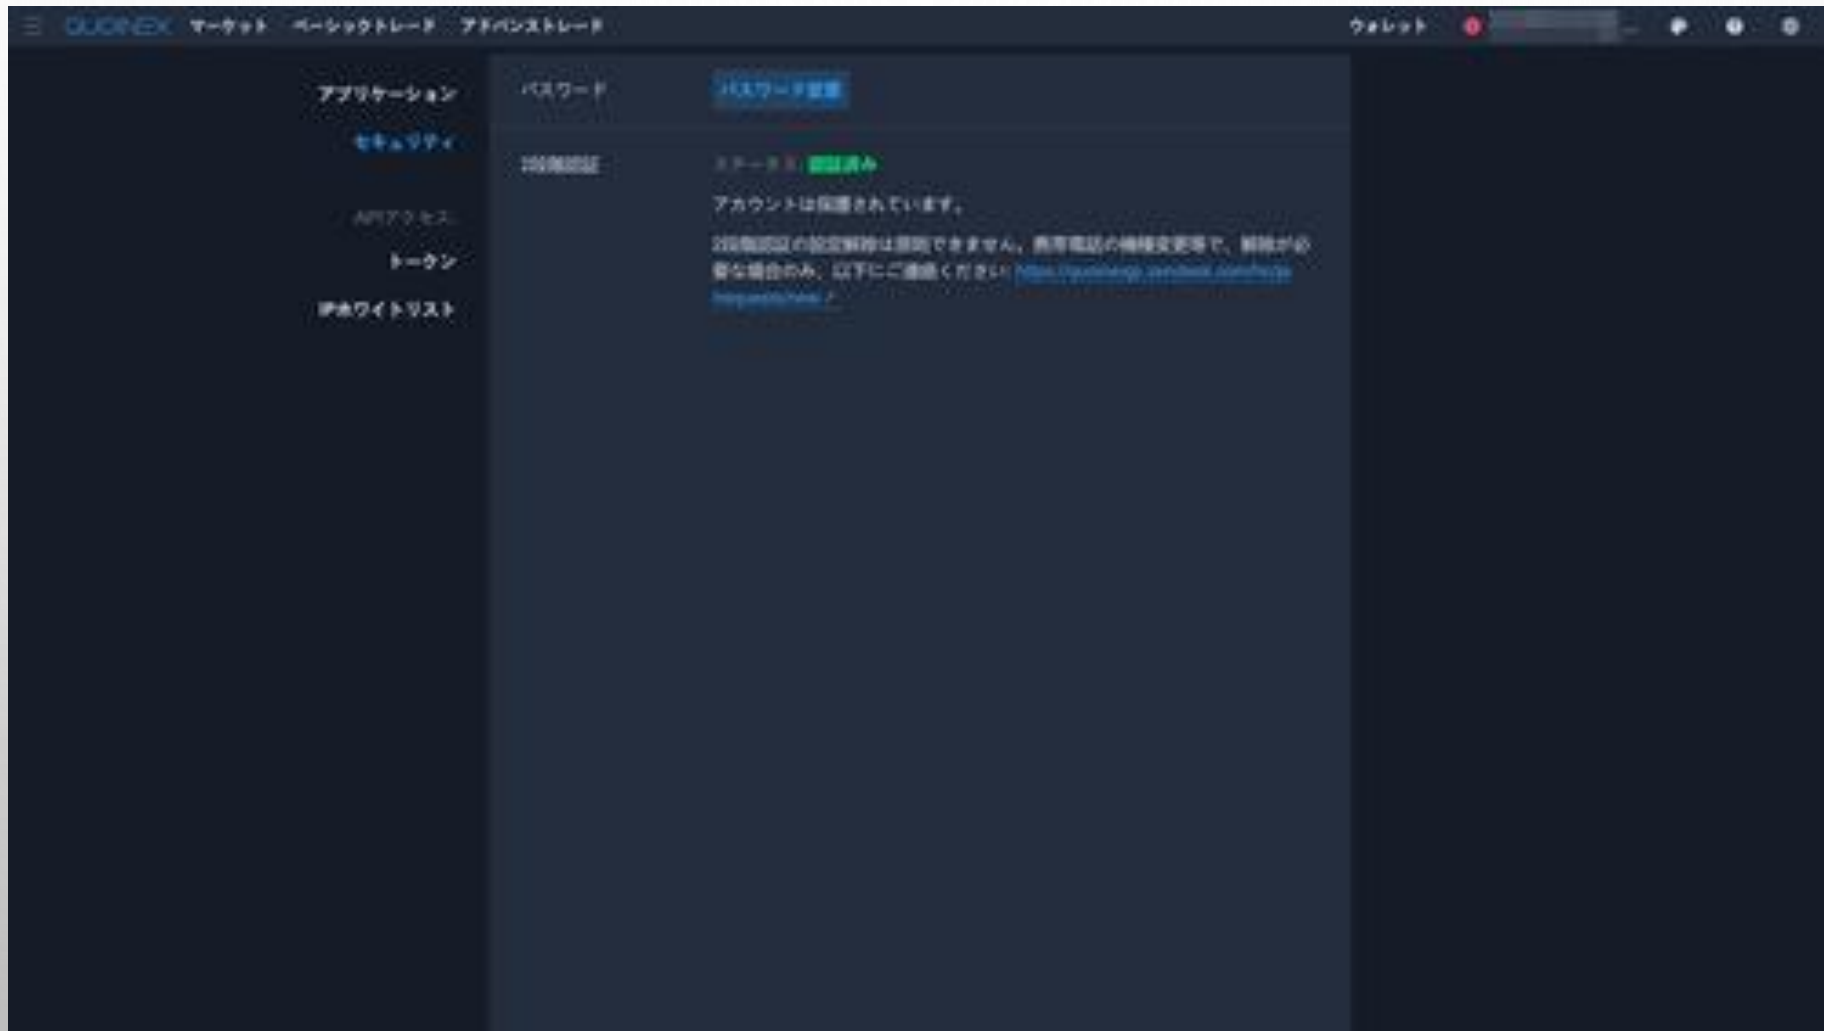 QUOINEX マーケット ベーシックトレード アドバンストレード ウォレット
アプリケーション
セキュリティ
APIアクセス
トークン
IPホワイトリスト
パスワード パスワード変更
2段階認証 ステータス: 認証済み
アカウントは保護されています。
2段階認証の設定解除は原則できません。携帯電話の機種変更等で、解除が必
要な場合のみ、以下にご連絡ください: